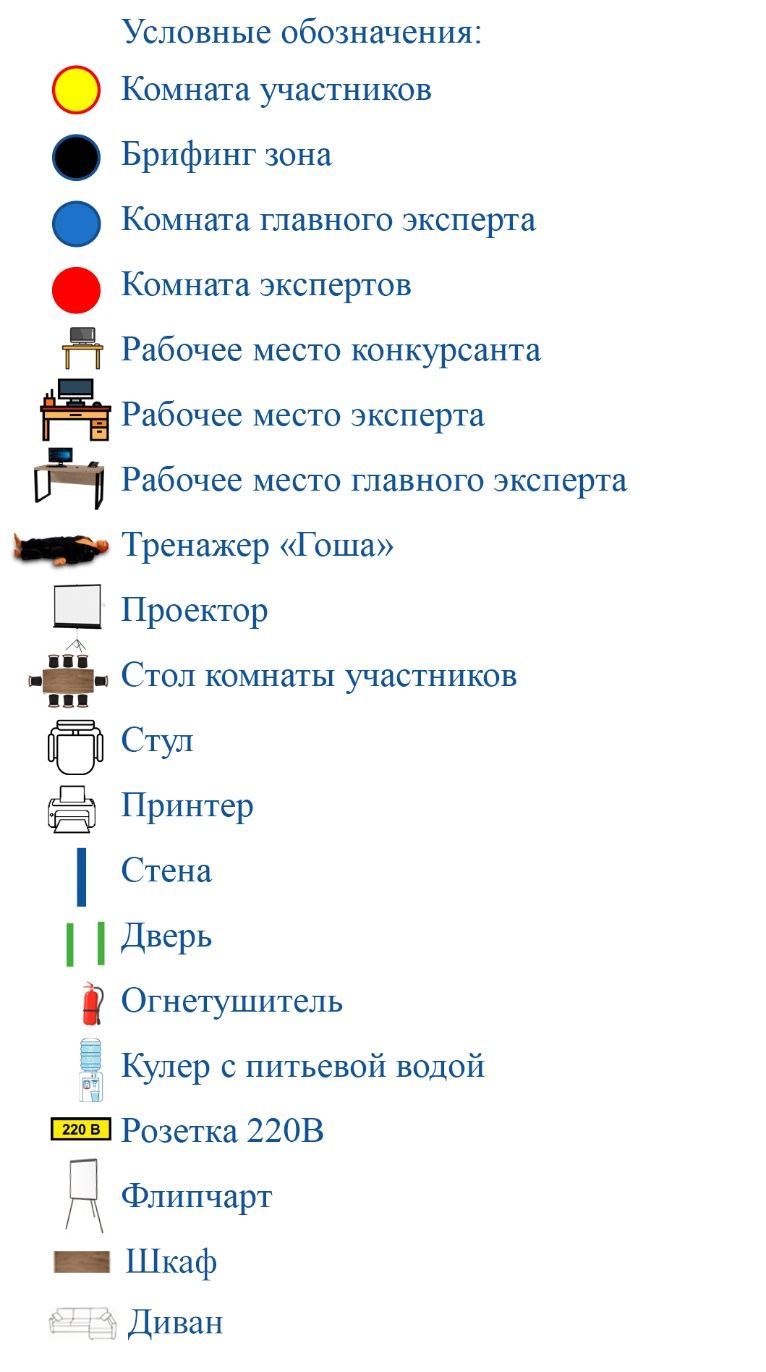 Условные обозначения:
Комната участников
Брифинг зона
Комната главного эксперта
Комната экспертов
Рабочее место конкурсанта
Рабочее место эксперта
Рабочее место главного эксперта
Тренажер «Гоша»
Проектор
Стол комнаты участников
Стул
Принтер
Стена
Дверь
Огнетушитель
Кулер с питьевой водой
220 В Розетка 220В
Флипчарт
Шкаф
Диван